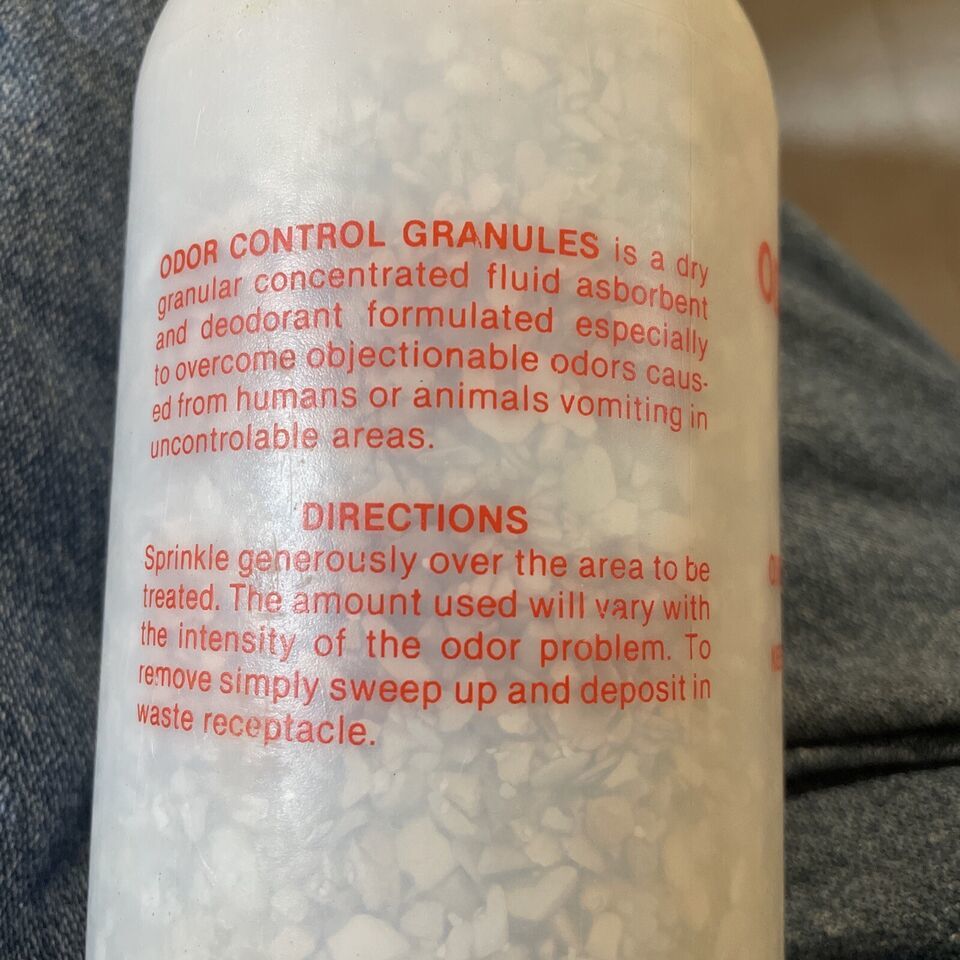 ODOR CONTROL GRANULES is a dry
granular concentrated fluid asborbent
and deodorant formulated especially
to overcome objectionable odors caus-
ed from humans or animals vomiting in
uncontrolable areas.
DIRECTIONS
Sprinkle generously over the area to be
treated. The amount used will vary with
the intensity of the odor problem. To
remove simply sweep up and deposit in
waste receptacle.